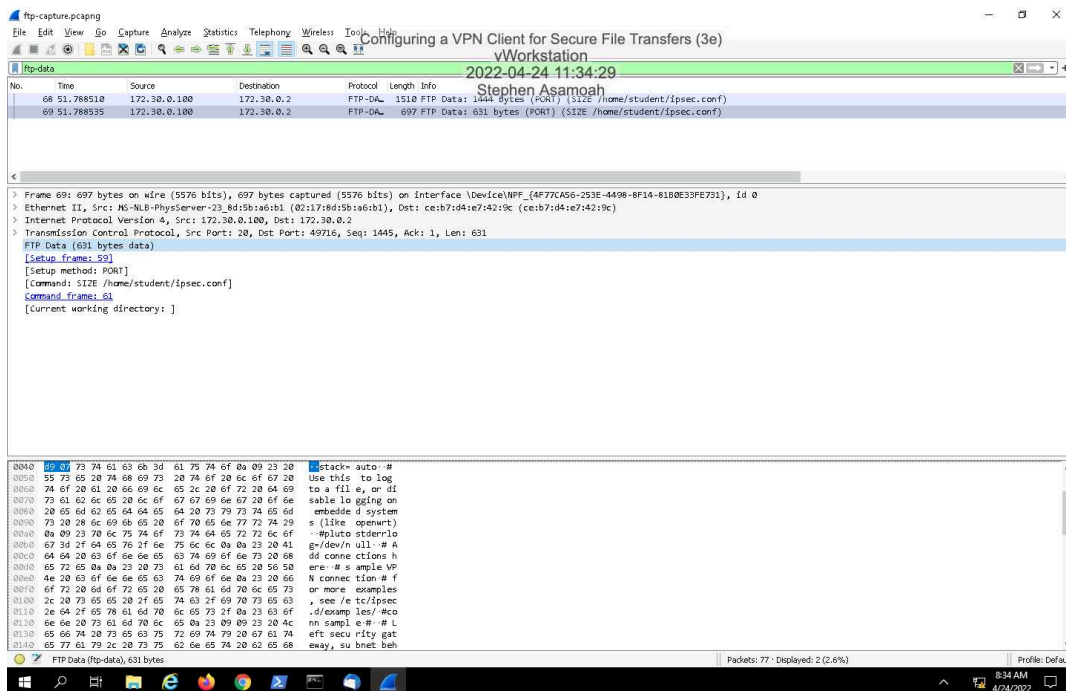 ftp-capture.pcapng
File Edit View Go Capture Analyze Statistics Telephony Wireless Tools Help
Configuring a VPN Client for Secure File Transfers (3e)
vWorkstation
2022-04-24 11:34:29
Stephen Asamoah
ftp-data
No. Time Source Destination Protocol Length Info
68 51.788510 172.30.0.100 172.30.0.2 FTP-DA… 1510 FTP Data: 1444 bytes (PORT) (SIZE /home/student/ipsec.conf)
69 51.788535 172.30.0.100 172.30.0.2 FTP-DA… 697 FTP Data: 631 bytes (PORT) (SIZE /home/student/ipsec.conf)
Frame 69: 697 bytes on wire (5576 bits), 697 bytes captured (5576 bits) on interface \Device\NPF_{4F77CA56-253E-4498-8F14-81B0E33FE731}, id 0
Ethernet II, Src: MS-NLB-PhysServer-23_8d:5b:a6:b1 (02:17:8d:5b:a6:b1), Dst: ce:b7:d4:e7:42:9c (ce:b7:d4:e7:42:9c)
Internet Protocol Version 4, Src: 172.30.0.100, Dst: 172.30.0.2
Transmission Control Protocol, Src Port: 20, Dst Port: 49716, Seq: 1445, Ack: 1, Len: 631
FTP Data (631 bytes data)
[Setup frame: 59]
[Setup method: PORT]
[Command: SIZE /home/student/ipsec.conf]
Command frame: 61
[Current working directory: ]
0040 d9 07 73 74 61 63 6b 3d 61 75 74 6f 0a 09 23 20 ··stack= auto··#
0050 55 73 65 20 74 68 69 73 20 74 6f 20 6c 6f 67 20 Use this to log
0060 74 6f 20 61 20 66 69 6c 65 2c 20 6f 72 20 64 69 to a fil e, or di
0070 73 61 62 6c 65 20 6c 6f 67 67 69 6e 67 20 6f 6e sable lo gging on
0080 20 65 6d 62 65 64 64 65 64 20 73 79 73 74 65 6d embedde d system
0090 73 20 28 6c 69 6b 65 20 6f 70 65 6e 77 72 74 29 s (like openwrt)
00a0 0a 09 23 70 6c 75 74 6f 73 74 64 65 72 72 6c 6f ··#pluto stderrlo
00b0 67 3d 2f 64 65 76 2f 6e 75 6c 6c 0a 0a 23 20 41 g=/dev/n ull··# A
00c0 64 64 20 63 6f 6e 6e 65 63 74 69 6f 6e 73 20 68 dd conne ctions h
00d0 65 72 65 0a 0a 23 20 73 61 6d 70 6c 65 20 56 50 ere··# s ample VP
00e0 4e 20 63 6f 6e 6e 65 63 74 69 6f 6e 0a 23 20 66 N connec tion·# f
00f0 6f 72 20 6d 6f 72 65 20 65 78 61 6d 70 6c 65 73 or more examples
0100 2c 20 73 65 65 20 2f 65 74 63 2f 69 70 73 65 63 , see /e tc/ipsec
0110 2e 64 2f 65 78 61 6d 70 6c 65 73 2f 0a 23 63 6f .d/examp les/·#co
0120 6e 6e 20 73 61 6d 70 6c 65 0a 23 09 09 23 20 4c nn sampl e·#··# L
0130 65 66 74 20 73 65 63 75 72 69 74 79 20 67 61 74 eft secu rity gat
0140 65 77 61 79 2c 20 73 75 62 6e 65 74 20 62 65 68 eway, su bnet beh
FTP Data (ftp-data), 631 bytes
Packets: 77 · Displayed: 2 (2.6%)
Profile: Defau
8:34 AM
4/24/2022